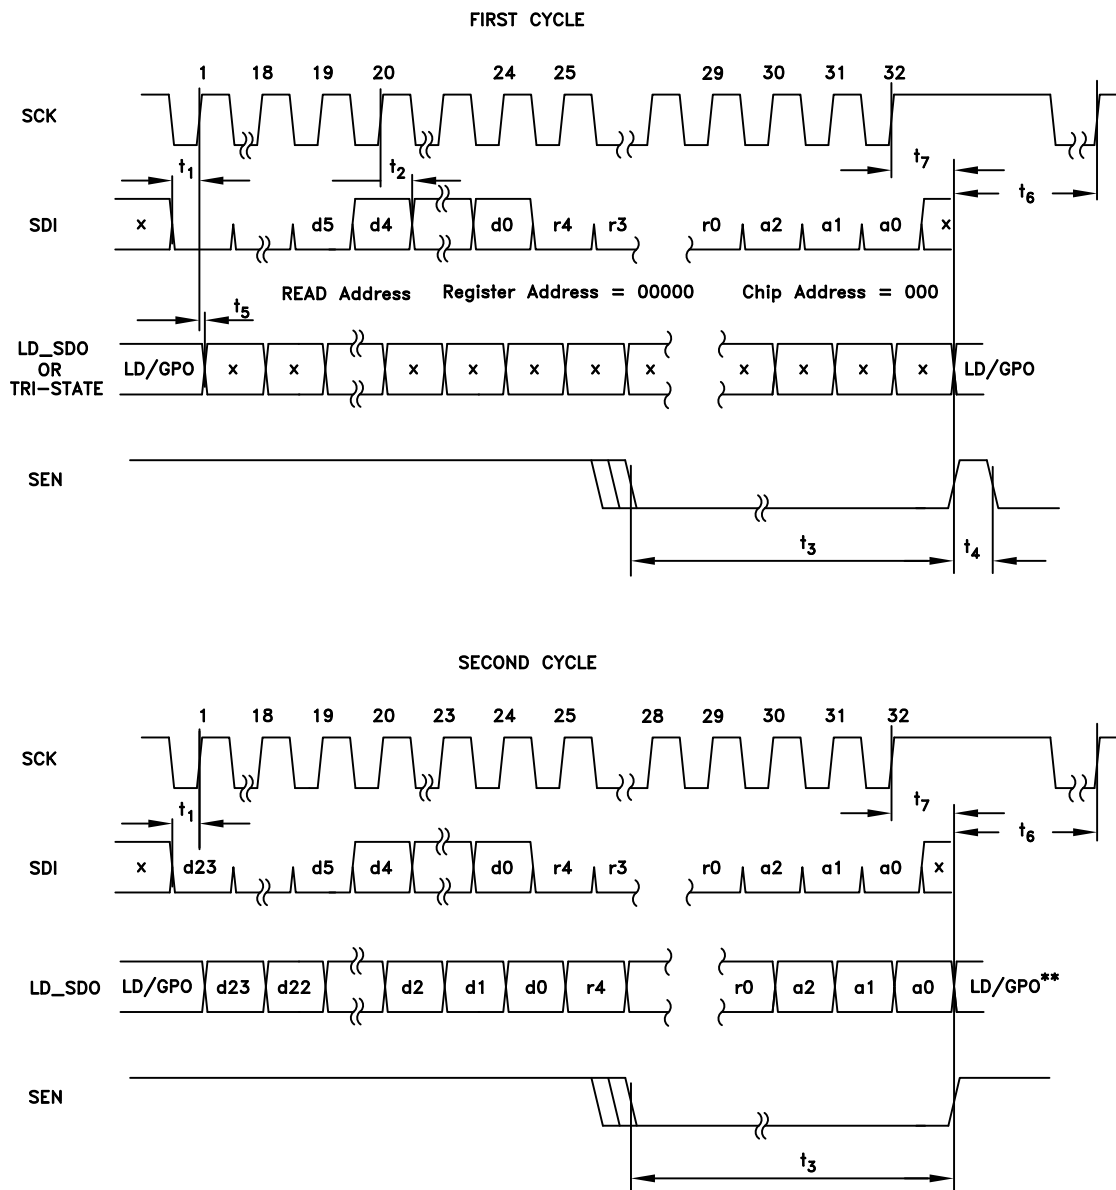 FIRST CYCLE
1 18 19 20 24 25 29 30 31 32
SCK
t1 t2 t7 t6
SDI
x d5 d4 d0 r4 r3 r0 a2 a1 a0 x
READ Address Register Address = 00000 Chip Address = 000
t5
LD_SDO
OR
TRI-STATE
LD/GPO x x x x x x x x x x x LD/GPO
SEN
t3 t4
SECOND CYCLE
1 18 19 20 23 24 25 28 29 30 31 32
SCK
t1 t7 t6
SDI
x d23 d5 d4 d0 r4 r3 r0 a2 a1 a0 x
LD_SDO
LD/GPO d23 d22 d2 d1 d0 r4 r0 a2 a1 a0 LD/GPO**
SEN
t3